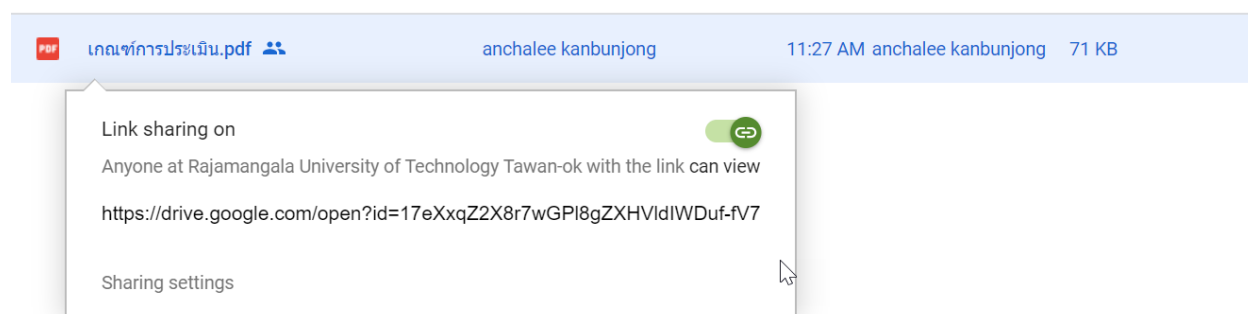 PDF เกณฑ์การประเมิน.pdf anchalee kanbunjong 11:27 AM anchalee kanbunjong 71 KB
Link sharing on
Anyone at Rajamangala University of Technology Tawan-ok with the link can view
https://drive.google.com/open?id=17eXxqZ2X8r7wGPl8gZXHVldlWDuf-fV7
Sharing settings